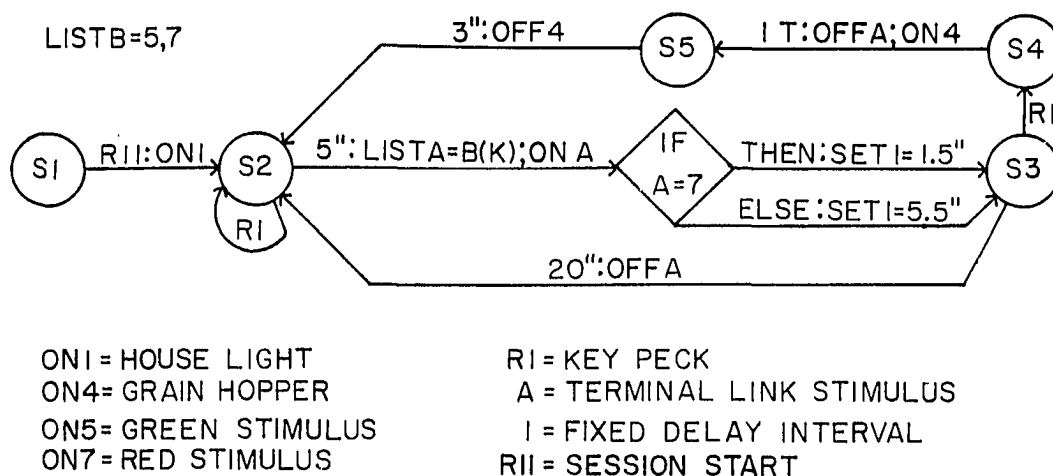 LISTB=5,7
3":OFF4
S5
IT:OFFA;ON4
S4
S1
RII:ON1
S2
5":LISTA=B(K);ON A
IF
A=7
THEN:SET I=1.5"
S3
R1
R1
ELSE:SET I=5.5"
20":OFFA
ON1 = HOUSE LIGHT
ON4 = GRAIN HOPPER
ON5 = GREEN STIMULUS
ON7 = RED STIMULUS
R1 = KEY PECK
A = TERMINAL LINK STIMULUS
I = FIXED DELAY INTERVAL
RII = SESSION START